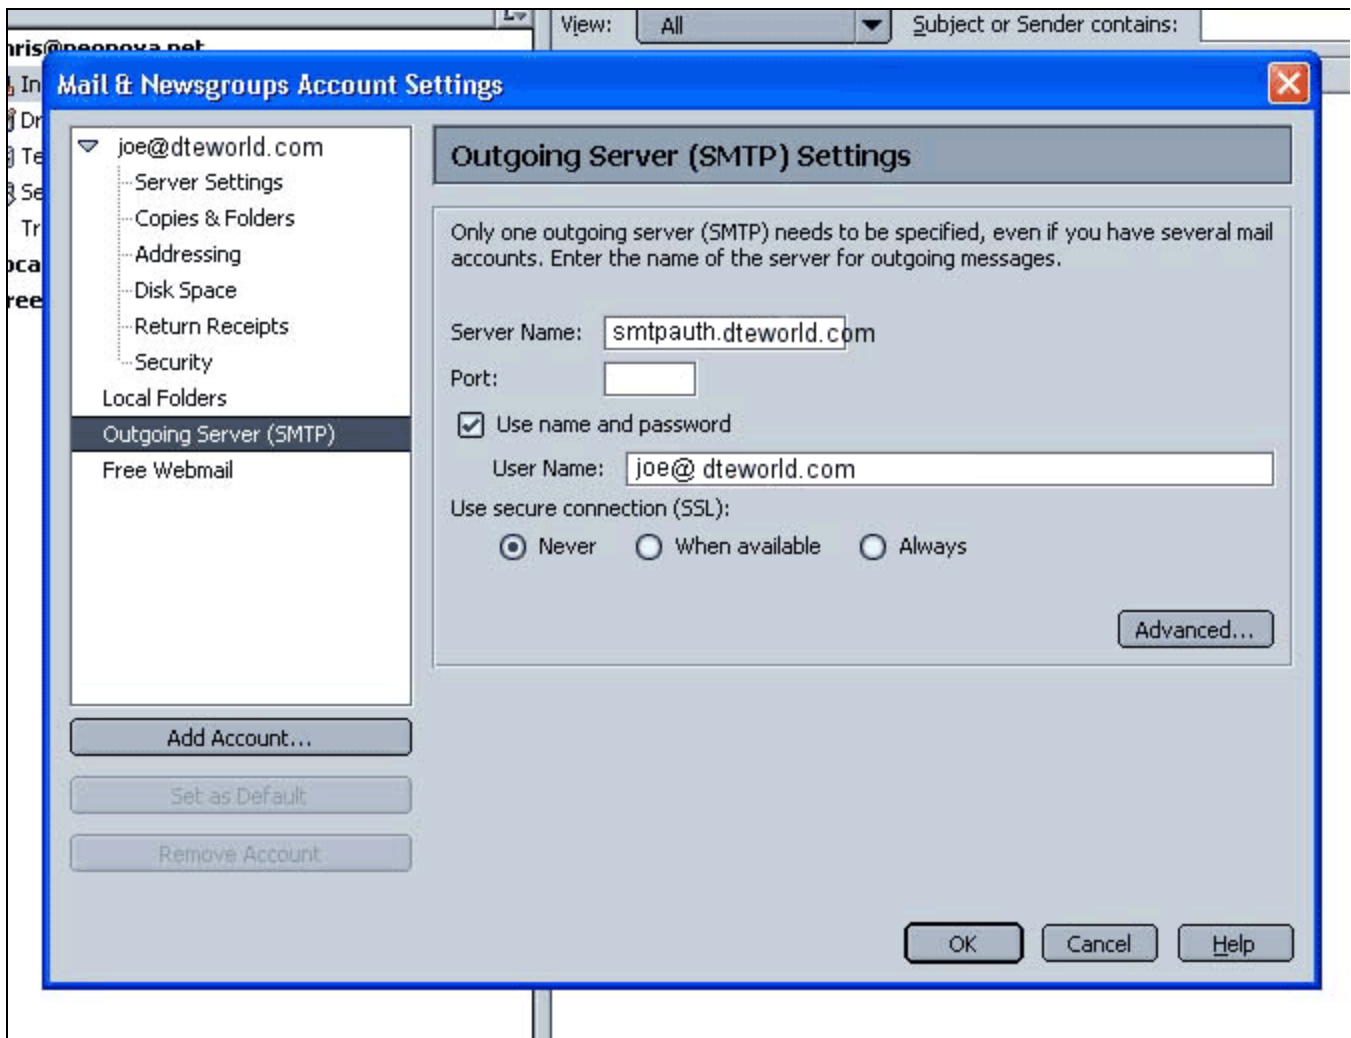 View: All Subject or Sender contains:
Mail & Newsgroups Account Settings
joe@dteworld.com
Server Settings
Copies & Folders
Addressing
Disk Space
Return Receipts
Security
Local Folders
Outgoing Server (SMTP)
Free Webmail
Add Account...
Set as Default
Remove Account
Outgoing Server (SMTP) Settings
Only one outgoing server (SMTP) needs to be specified, even if you have several mail
accounts. Enter the name of the server for outgoing messages.
Server Name: smtpauth.dteworld.com
Port:
Use name and password
User Name: joe@ dteworld.com
Use secure connection (SSL):
Never When available Always
Advanced...
OK Cancel Help